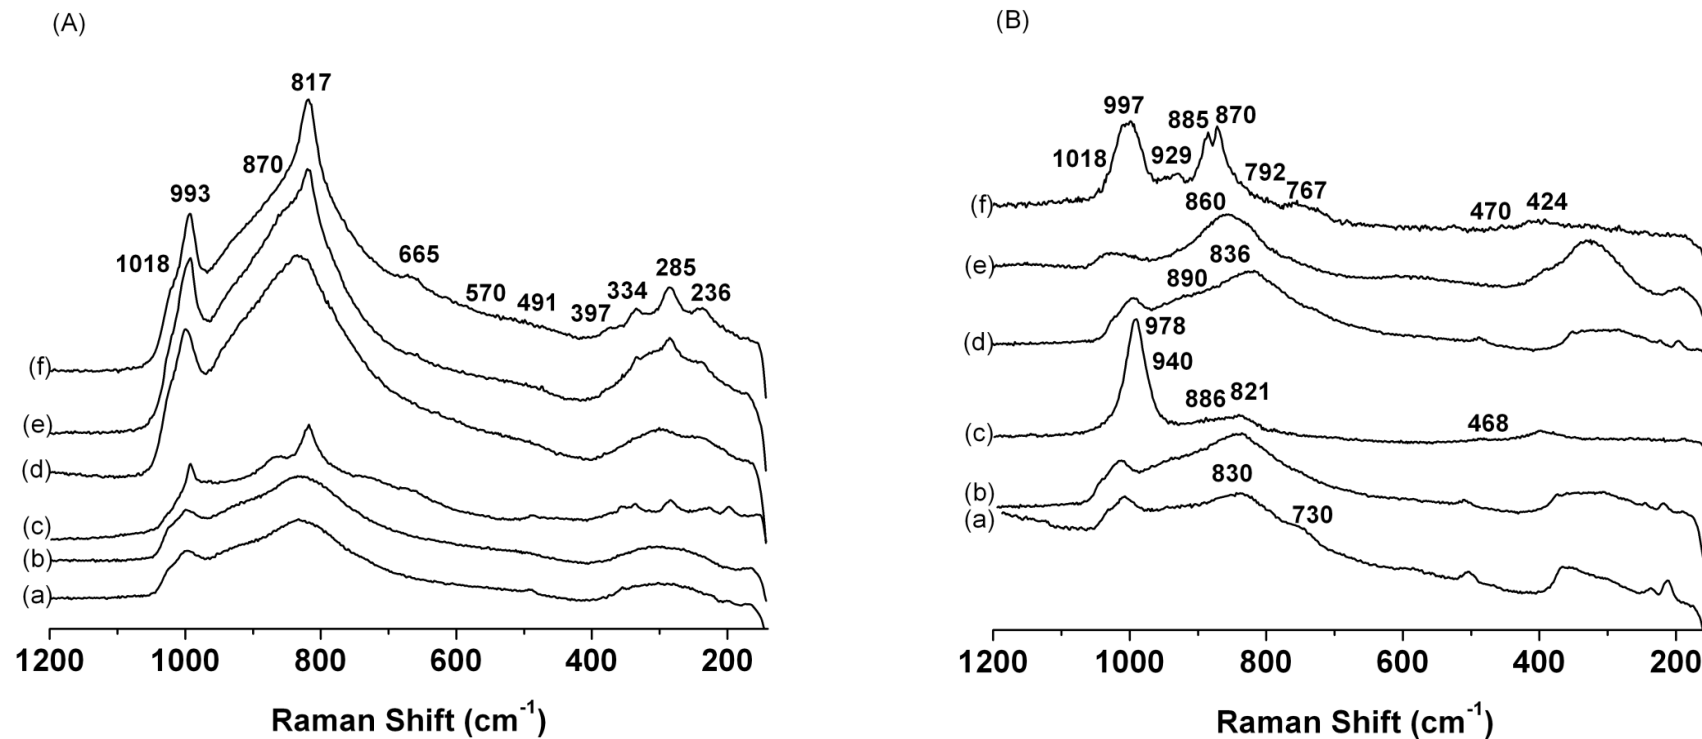 (A)
817
870
993
1018
665
570
491
397
334
285
236
(f)
(e)
(d)
(c)
(b)
(a)
1200 1000 800 600 400 200
Raman Shift (cm-1)
(B)
997
885
870
1018
929
792
767
470
424
(f)
860
(e)
836
890
(d)
978
940
886
821
468
(c)
(b)
830
(a)
730
1200 1000 800 600 400 200
Raman Shift (cm-1)